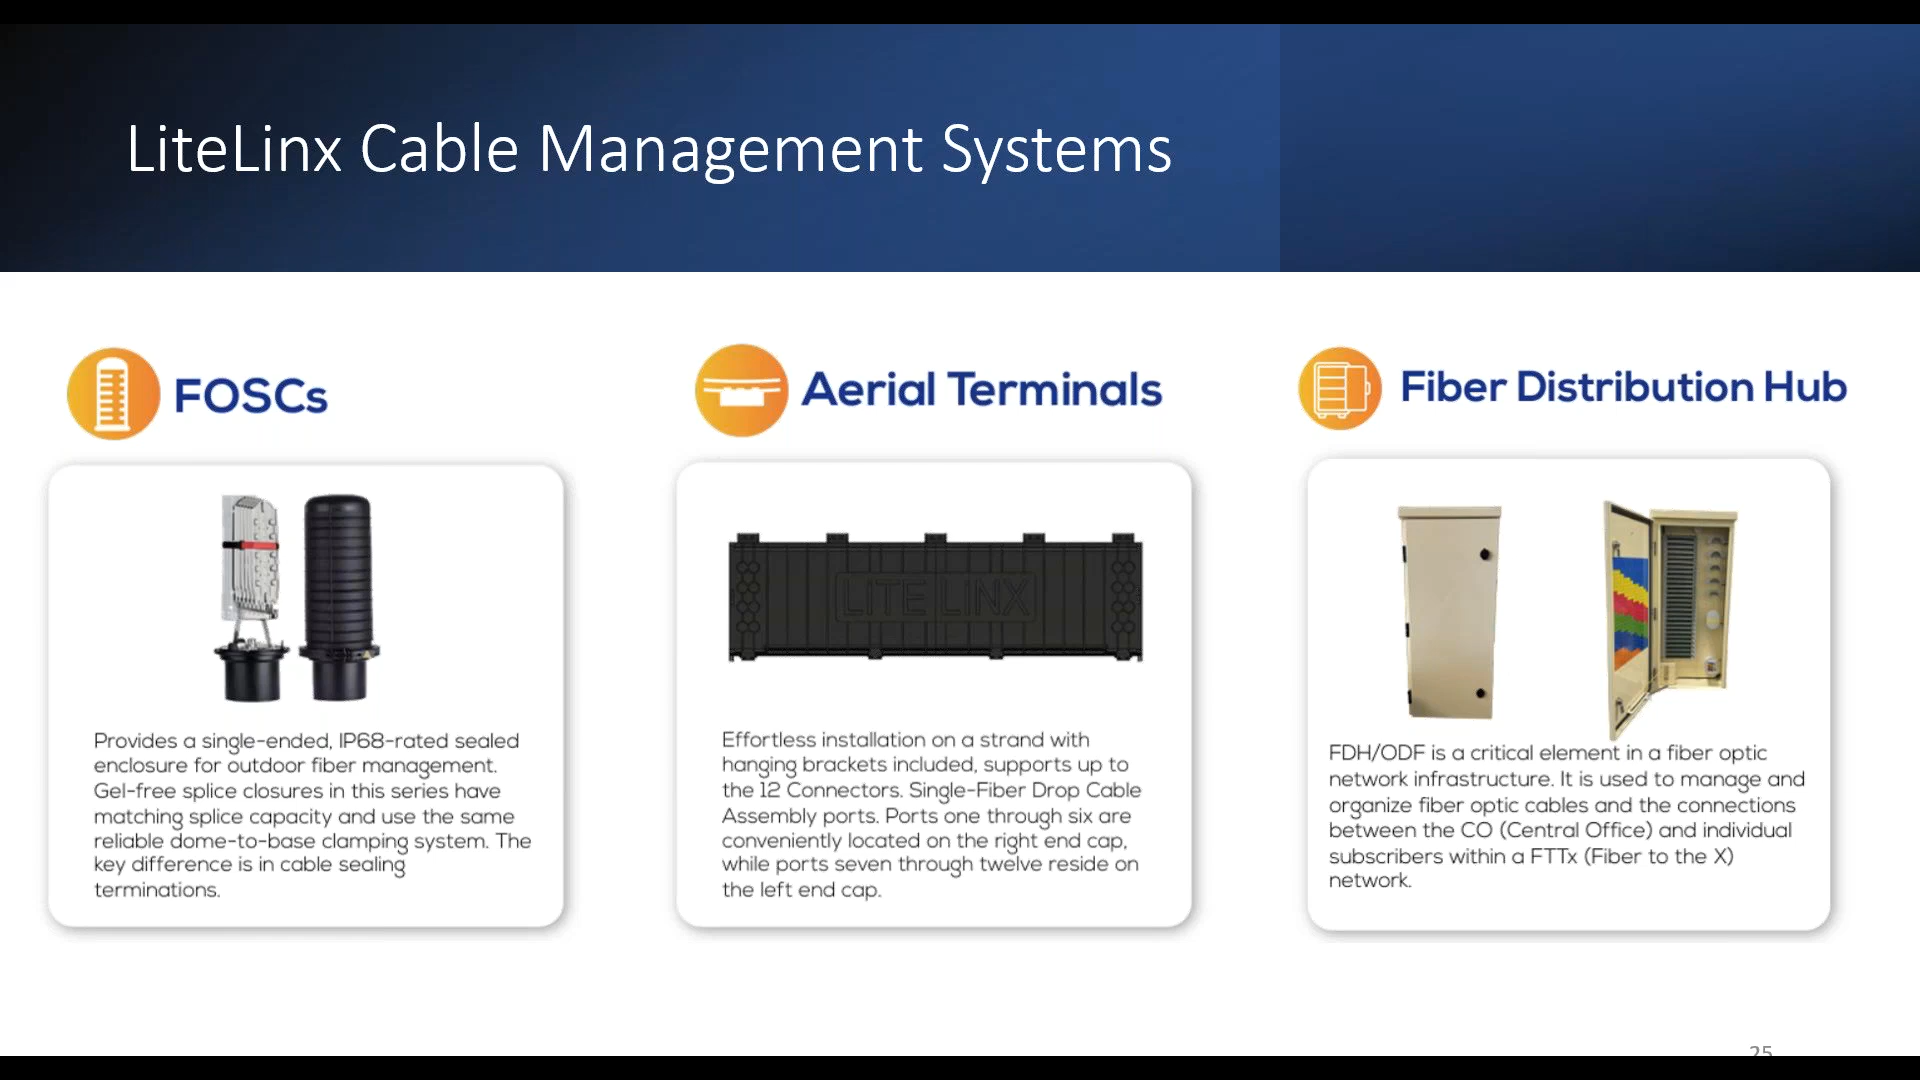 LiteLinx Cable Management Systems
FOSCs
Provides a single-ended, IP68-rated sealed
enclosure for outdoor fiber management.
Gel-free splice closures in this series have
matching splice capacity and use the same
reliable dome-to-base clamping system. The
key difference is in cable sealing
terminations.
Aerial Terminals
LITE LINX
Effortless installation on a strand with
hanging brackets included, supports up to
the 12 Connectors. Single-Fiber Drop Cable
Assembly ports. Ports one through six are
conveniently located on the right end cap,
while ports seven through twelve reside on
the left end cap.
Fiber Distribution Hub
FDH/ODF is a critical element in a fiber optic
network infrastructure. It is used to manage and
organize fiber optic cables and the connections
between the CO (Central Office) and individual
subscribers within a FTTx (Fiber to the X)
network.
25